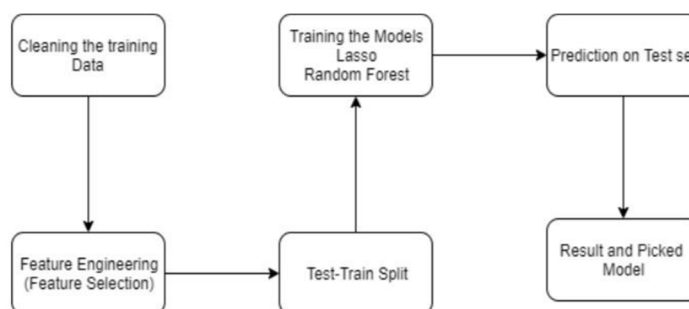 Cleaning the training
Data
Feature Engineering
(Feature Selection)
Test-Train Split
Training the Models
Lasso
Random Forest
Prediction on Test se
Result and Picked
Model